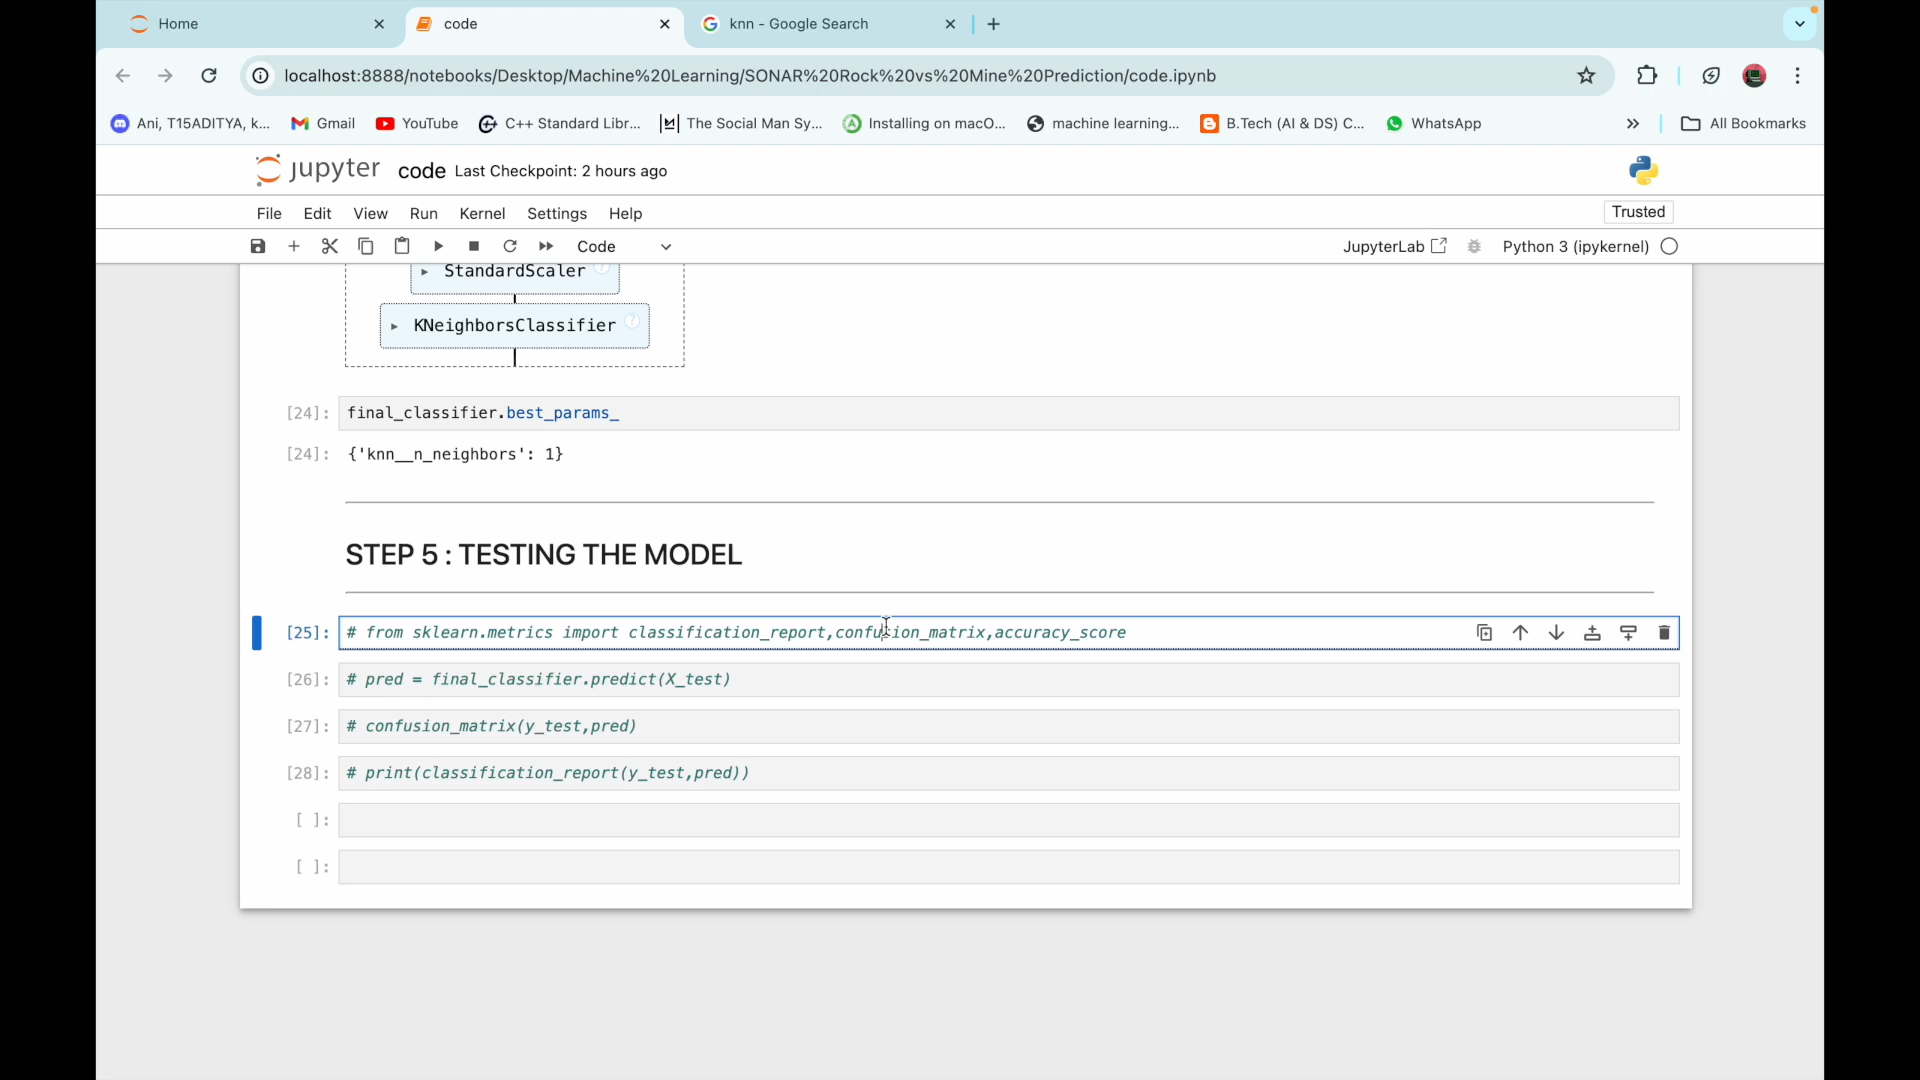 Home
code
knn - Google Search
localhost:8888/notebooks/Desktop/Machine%20Learning/SONAR%20Rock%20vs%20Mine%20Prediction/code.ipynb
Ani, T15ADITYA, k...
Gmail
YouTube
C++ Standard Libr...
The Social Man Sy...
Installing on macO...
machine learning...
B.Tech (AI & DS) C...
WhatsApp
All Bookmarks
jupyter code Last Checkpoint: 2 hours ago
File Edit View Run Kernel Settings Help
Trusted
Code
JupyterLab
Python 3 (ipykernel)
StandardScaler ?
KNeighborsClassifier ?
[24]: final_classifier.best_params_
[24]: {'knn__n_neighbors': 1}
STEP 5 : TESTING THE MODEL
[25]: # from sklearn.metrics import classification_report,confusion_matrix,accuracy_score
[26]: # pred = final_classifier.predict(X_test)
[27]: # confusion_matrix(y_test,pred)
[28]: # print(classification_report(y_test,pred))
[ ]:
[ ]: